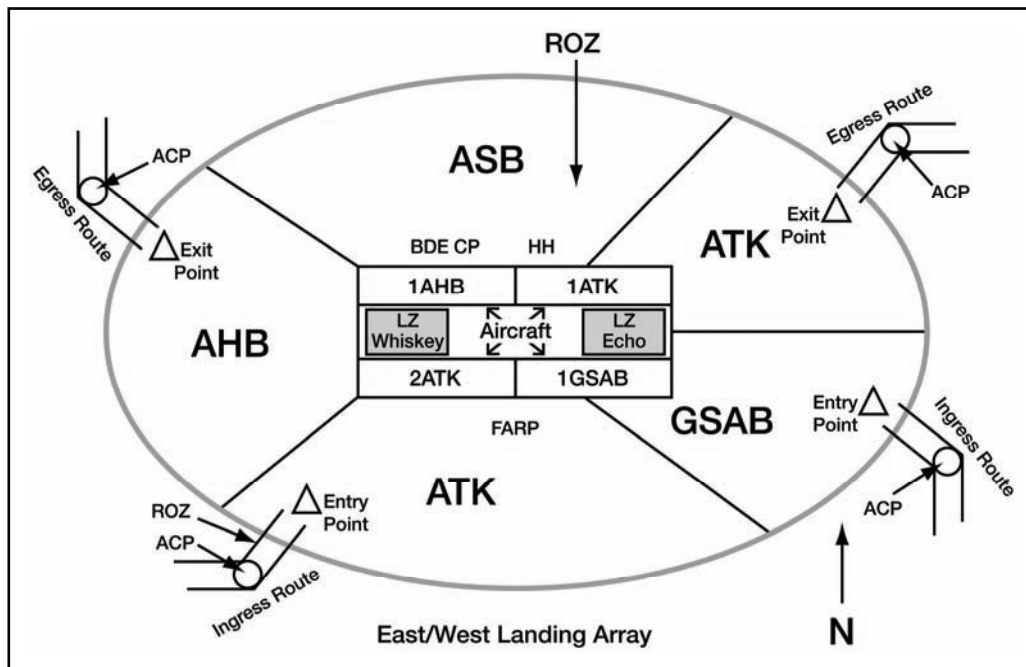 ROZ
Egress Route
ACP
ASB
Egress Route
ACP
Exit
Point
Exit
Point
ATK
BDE CP
HH
1AHB
1ATK
LZ
Whiskey
Aircraft
LZ
Echo
AHB
2ATK
1GSAB
Entry
Point
Ingress Route
GSAB
FARP
ATK
ACP
ROZ
Entry
Point
ACP
Ingress Route
East/West Landing Array
N